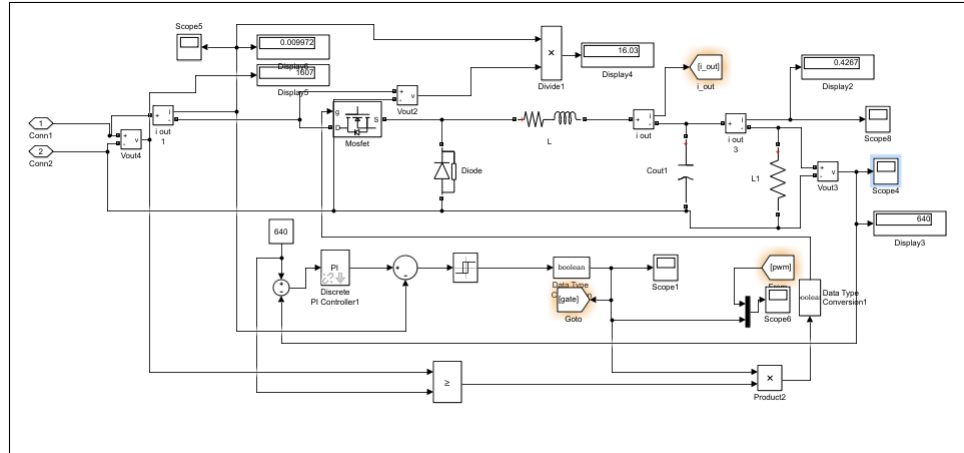 Scope5
0.009972
Display6
1607
Display5
16.03
Display4
Divide1
×
[i_out]
i_out
0.4267
Display2
Scope8
1
Conn1
2
Conn2
+
-
v
Vout4
+
i
-
i out
1
g
D
S
Mosfet
+
-
v
Vout2
Diode
L
+
i
-
i out
Cout1
+
i
-
i out
3
L1
+
-
v
Vout3
Scope4
640
Display3
640
PI
Discrete
PI Controller1
+
-
+
-
boolean
Data Type
[gate]
Goto
Scope1
[pwm]
Scope6
Data Type
Conversion1
≥
×
Product2